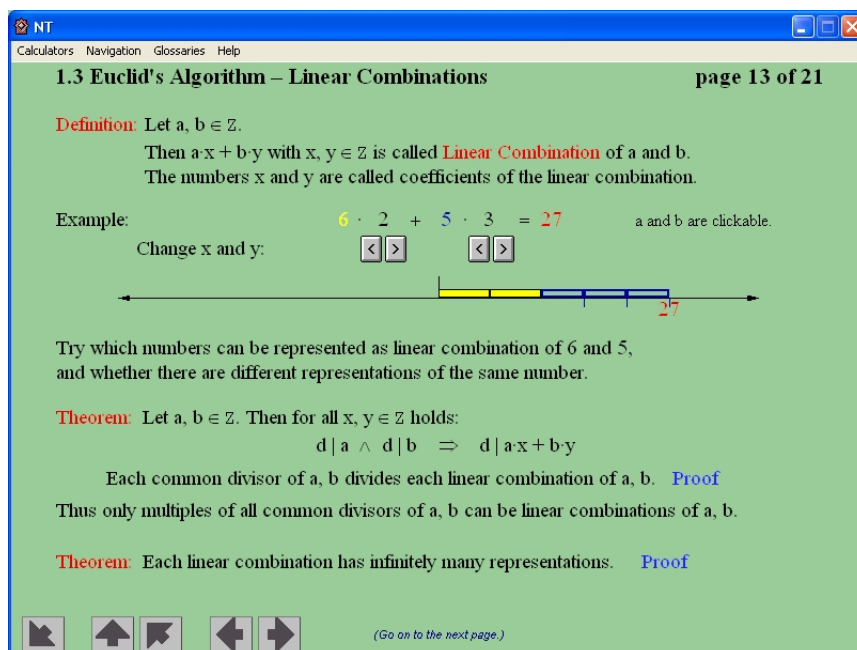 NT
Calculators Navigation Glossaries Help
1.3 Euclid's Algorithm – Linear Combinations page 13 of 21
Definition: Let a, b ∈ ℤ.
Then a·x + b·y with x, y ∈ ℤ is called Linear Combination of a and b.
The numbers x and y are called coefficients of the linear combination.
Example: 6 · 2 + 5 · 3 = 27 a and b are clickable.
Change x and y: < > < >
27
Try which numbers can be represented as linear combination of 6 and 5,
and whether there are different representations of the same number.
Theorem: Let a, b ∈ ℤ. Then for all x, y ∈ ℤ holds:
d | a ∧ d | b ⇒ d | a·x + b·y
Each common divisor of a, b divides each linear combination of a, b. Proof
Thus only multiples of all common divisors of a, b can be linear combinations of a, b.
Theorem: Each linear combination has infinitely many representations. Proof
(Go on to the next page.)